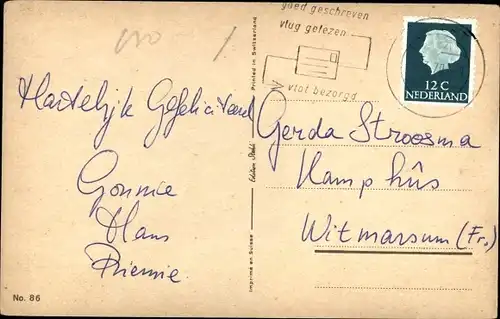 goed geschreven
vlug gelezen
vlot bezorgd
12 C
NEDERLAND
Printed in Switzerland
Imprimé en Suisse
Hartelijk Gefeliciteerd
Gonnie
Hans
Gerda Stroosma
Kamp hûs
Witmarsum (Fr.)
No. 86